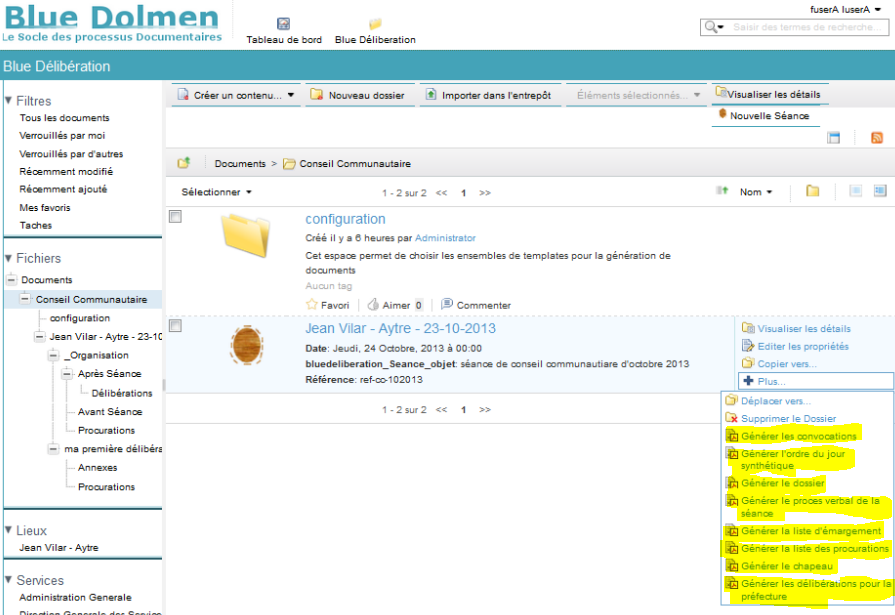 Blue Dolmen
Le Socle des processus Documentaires
Tableau de bord
Blue Déliberation
fuserA luserA
Saisir des termes de recherche...
Blue Délibération
Filtres
Tous les documents
Verrouillés par moi
Verrouillés par d'autres
Récemment modifié
Récemment ajouté
Mes favoris
Taches
Fichiers
Documents
Conseil Communautaire
configuration
Jean Vilar - Aytre - 23-10
_Organisation
Après Séance
Délibérations
Avant Séance
Procurations
ma première délibéra
Annexes
Procurations
Lieux
Jean Vilar - Aytre
Services
Administration Generale
Direction Generale des Service
Créer un contenu...
Nouveau dossier
Importer dans l'entrepôt
Éléments sélectionnés...
Visualiser les détails
Nouvelle Séance
Documents > Conseil Communautaire
Sélectionner
1 - 2 sur 2 << 1 >>
Nom
configuration
Créé il y a 6 heures par Administrator
Cet espace permet de choisir les ensembles de templates pour la génération de
documents
Aucun tag
Favori
Aimer 0
Commenter
Jean Vilar - Aytre - 23-10-2013
Date: Jeudi, 24 Octobre, 2013 à 00:00
bluedeliberation_Seance_objet: séance de conseil communautiare d'octobre 2013
Référence: ref-co-102013
1 - 2 sur 2 << 1 >>
Visualiser les détails
Editer les propriétés
Copier vers...
Plus...
Déplacer vers...
Supprimer le Dossier
Générer les convocations
Générer l'ordre du jour
synthétique
Générer le dossier
Générer le proces verbal de la
séance
Générer la liste d'émargement
Générer la liste des procurations
Générer le chapeau
Générer les délibérations pour la
préfecture